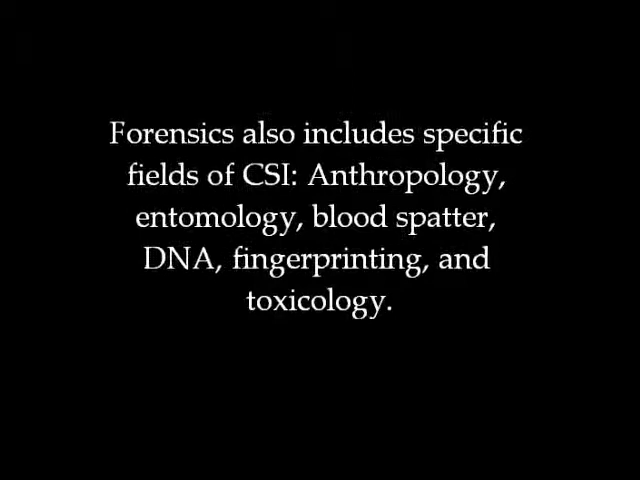 Forensics also includes specific
fields of CSI: Anthropology,
entomology, blood spatter,
DNA, fingerprinting, and
toxicology.